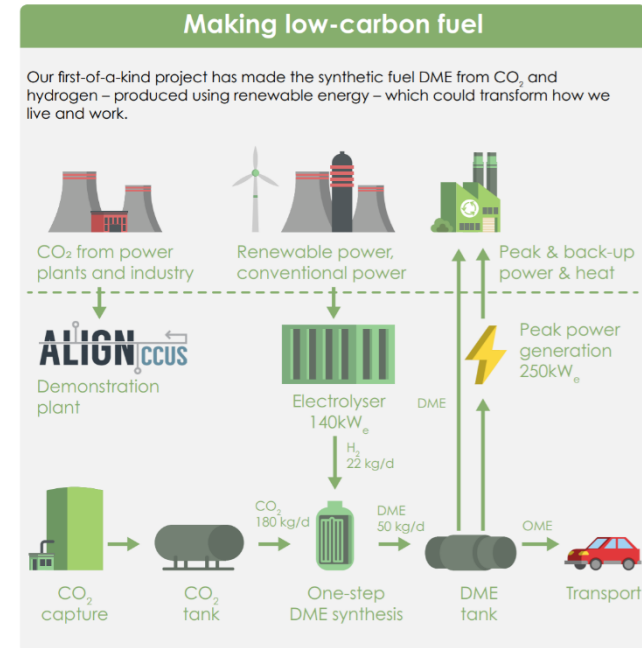 Making low-carbon fuel
Our first-of-a-kind project has made the synthetic fuel DME from CO₂ and
hydrogen – produced using renewable energy – which could transform how we
live and work.
CO₂ from power
plants and industry
Renewable power,
conventional power
Peak & back-up
power & heat
ALIGN CCUS
Demonstration
plant
Electrolyser
140kWₑ
Peak power
generation
250kWₑ
DME
H₂
22 kg/d
CO₂
180 kg/d
DME
50 kg/d
OME
CO₂
capture
CO₂
tank
One-step
DME synthesis
DME
tank
Transport